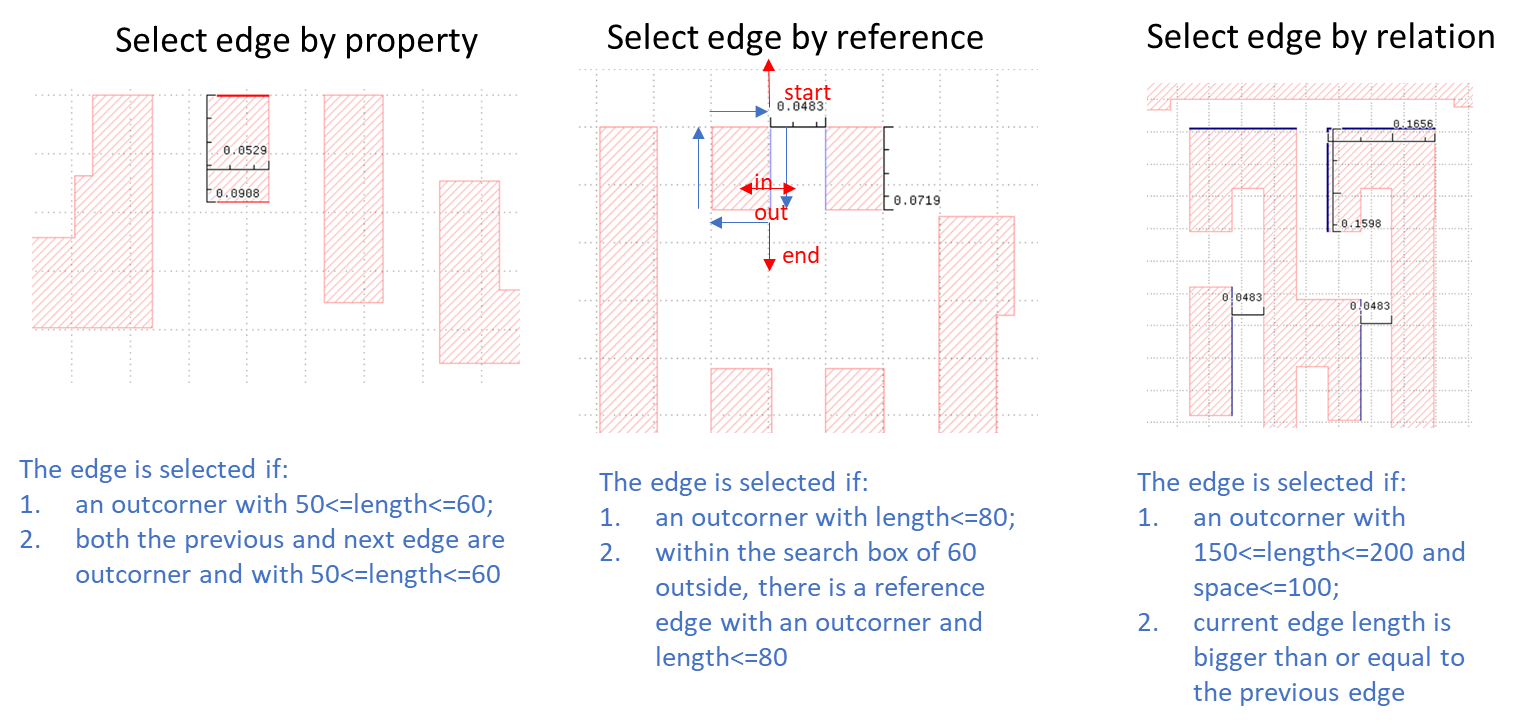 Select edge by property
0.0529
0.0908
The edge is selected if:
1. an outcorner with 50<=length<=60;
2. both the previous and next edge are
outcorner and with 50<=length<=60
Select edge by reference
start
0.0483
in
out
0.0719
end
The edge is selected if:
1. an outcorner with length<=80;
2. within the search box of 60
outside, there is a reference
edge with an outcorner and
length<=80
Select edge by relation
0.1656
0.1598
0.0483
0.0483
The edge is selected if:
1. an outcorner with
150<=length<=200 and
space<=100;
2. current edge length is
bigger than or equal to
the previous edge